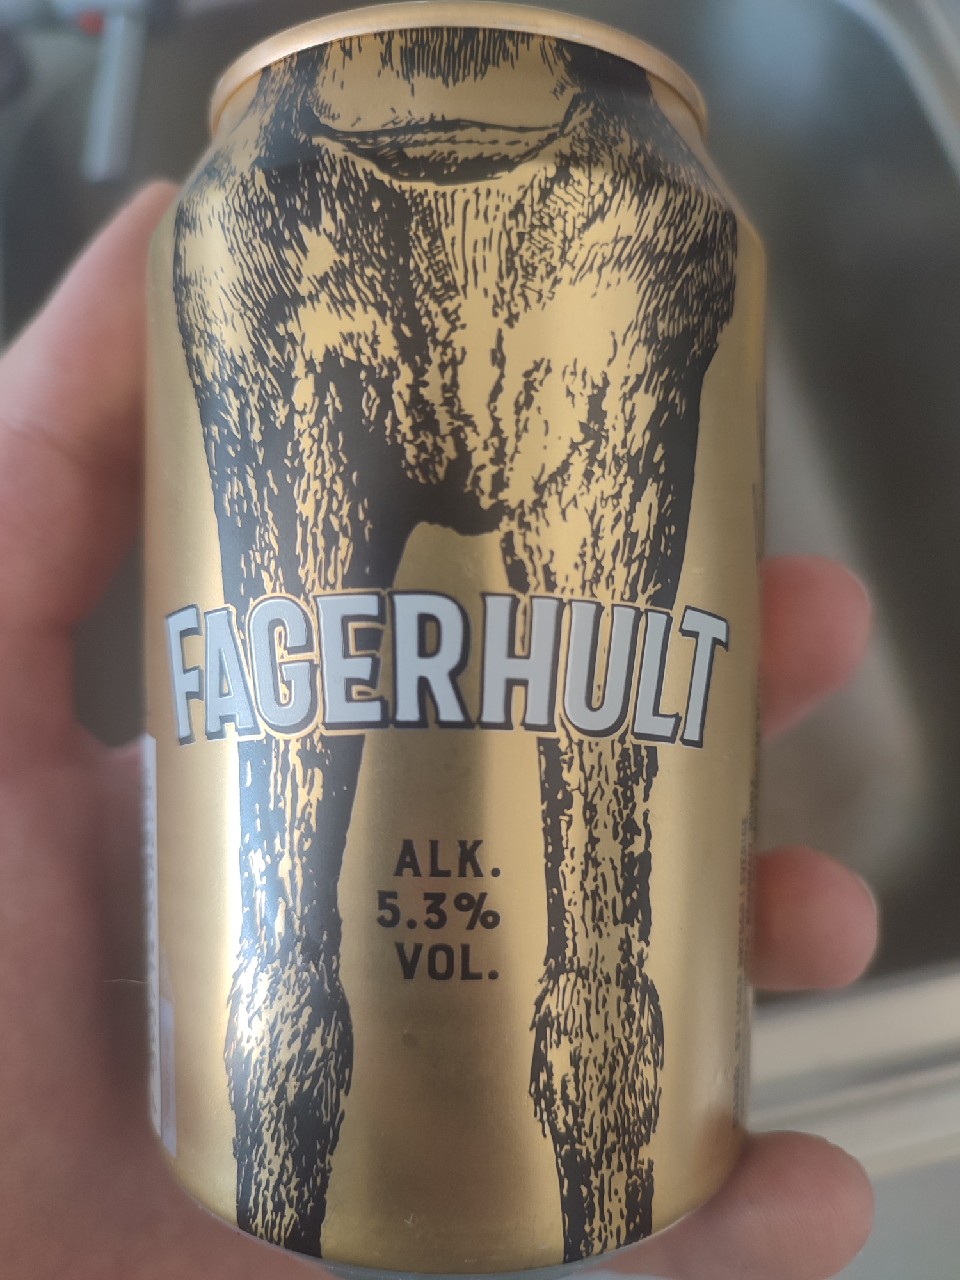 FAGERHULT
ALK.
5.3%
VOL.